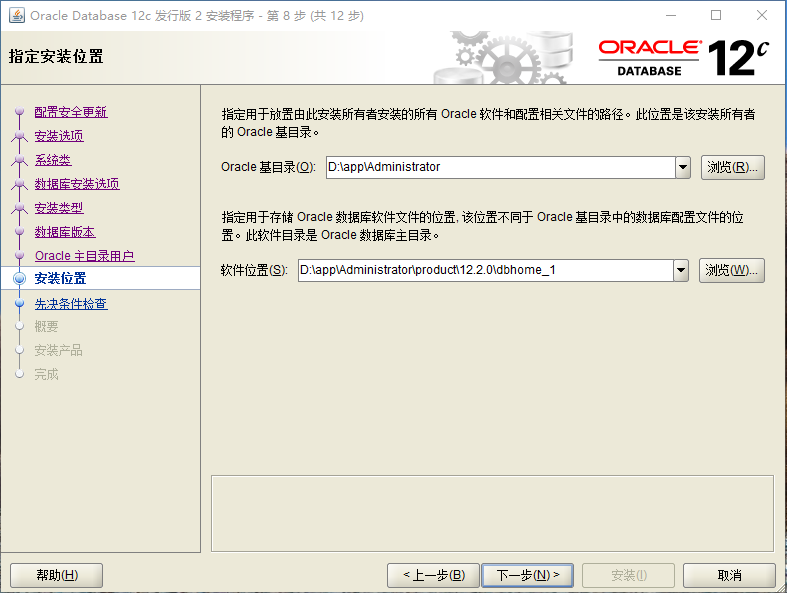 Oracle Database 12c 发行版 2 安装程序 - 第 8 步 (共 12 步)
指定安装位置
ORACLE
DATABASE
12c
配置安全更新
安装选项
系统类
数据库安装选项
安装类型
数据库版本
Oracle 主目录用户
安装位置
先决条件检查
概要
安装产品
完成
指定用于放置由此安装所有者安装的所有 Oracle 软件和配置相关文件的路径。此位置是该安装所有者
的 Oracle 基目录。
Oracle 基目录(O): D:\app\Administrator 浏览(R)...
指定用于存储 Oracle 数据库软件文件的位置, 该位置不同于 Oracle 基目录中的数据库配置文件的位
置。此软件目录是 Oracle 数据库主目录。
软件位置(S): D:\app\Administrator\product\12.2.0\dbhome_1 浏览(W)...
帮助(H) < 上一步(B) 下一步(N) > 安装(I) 取消